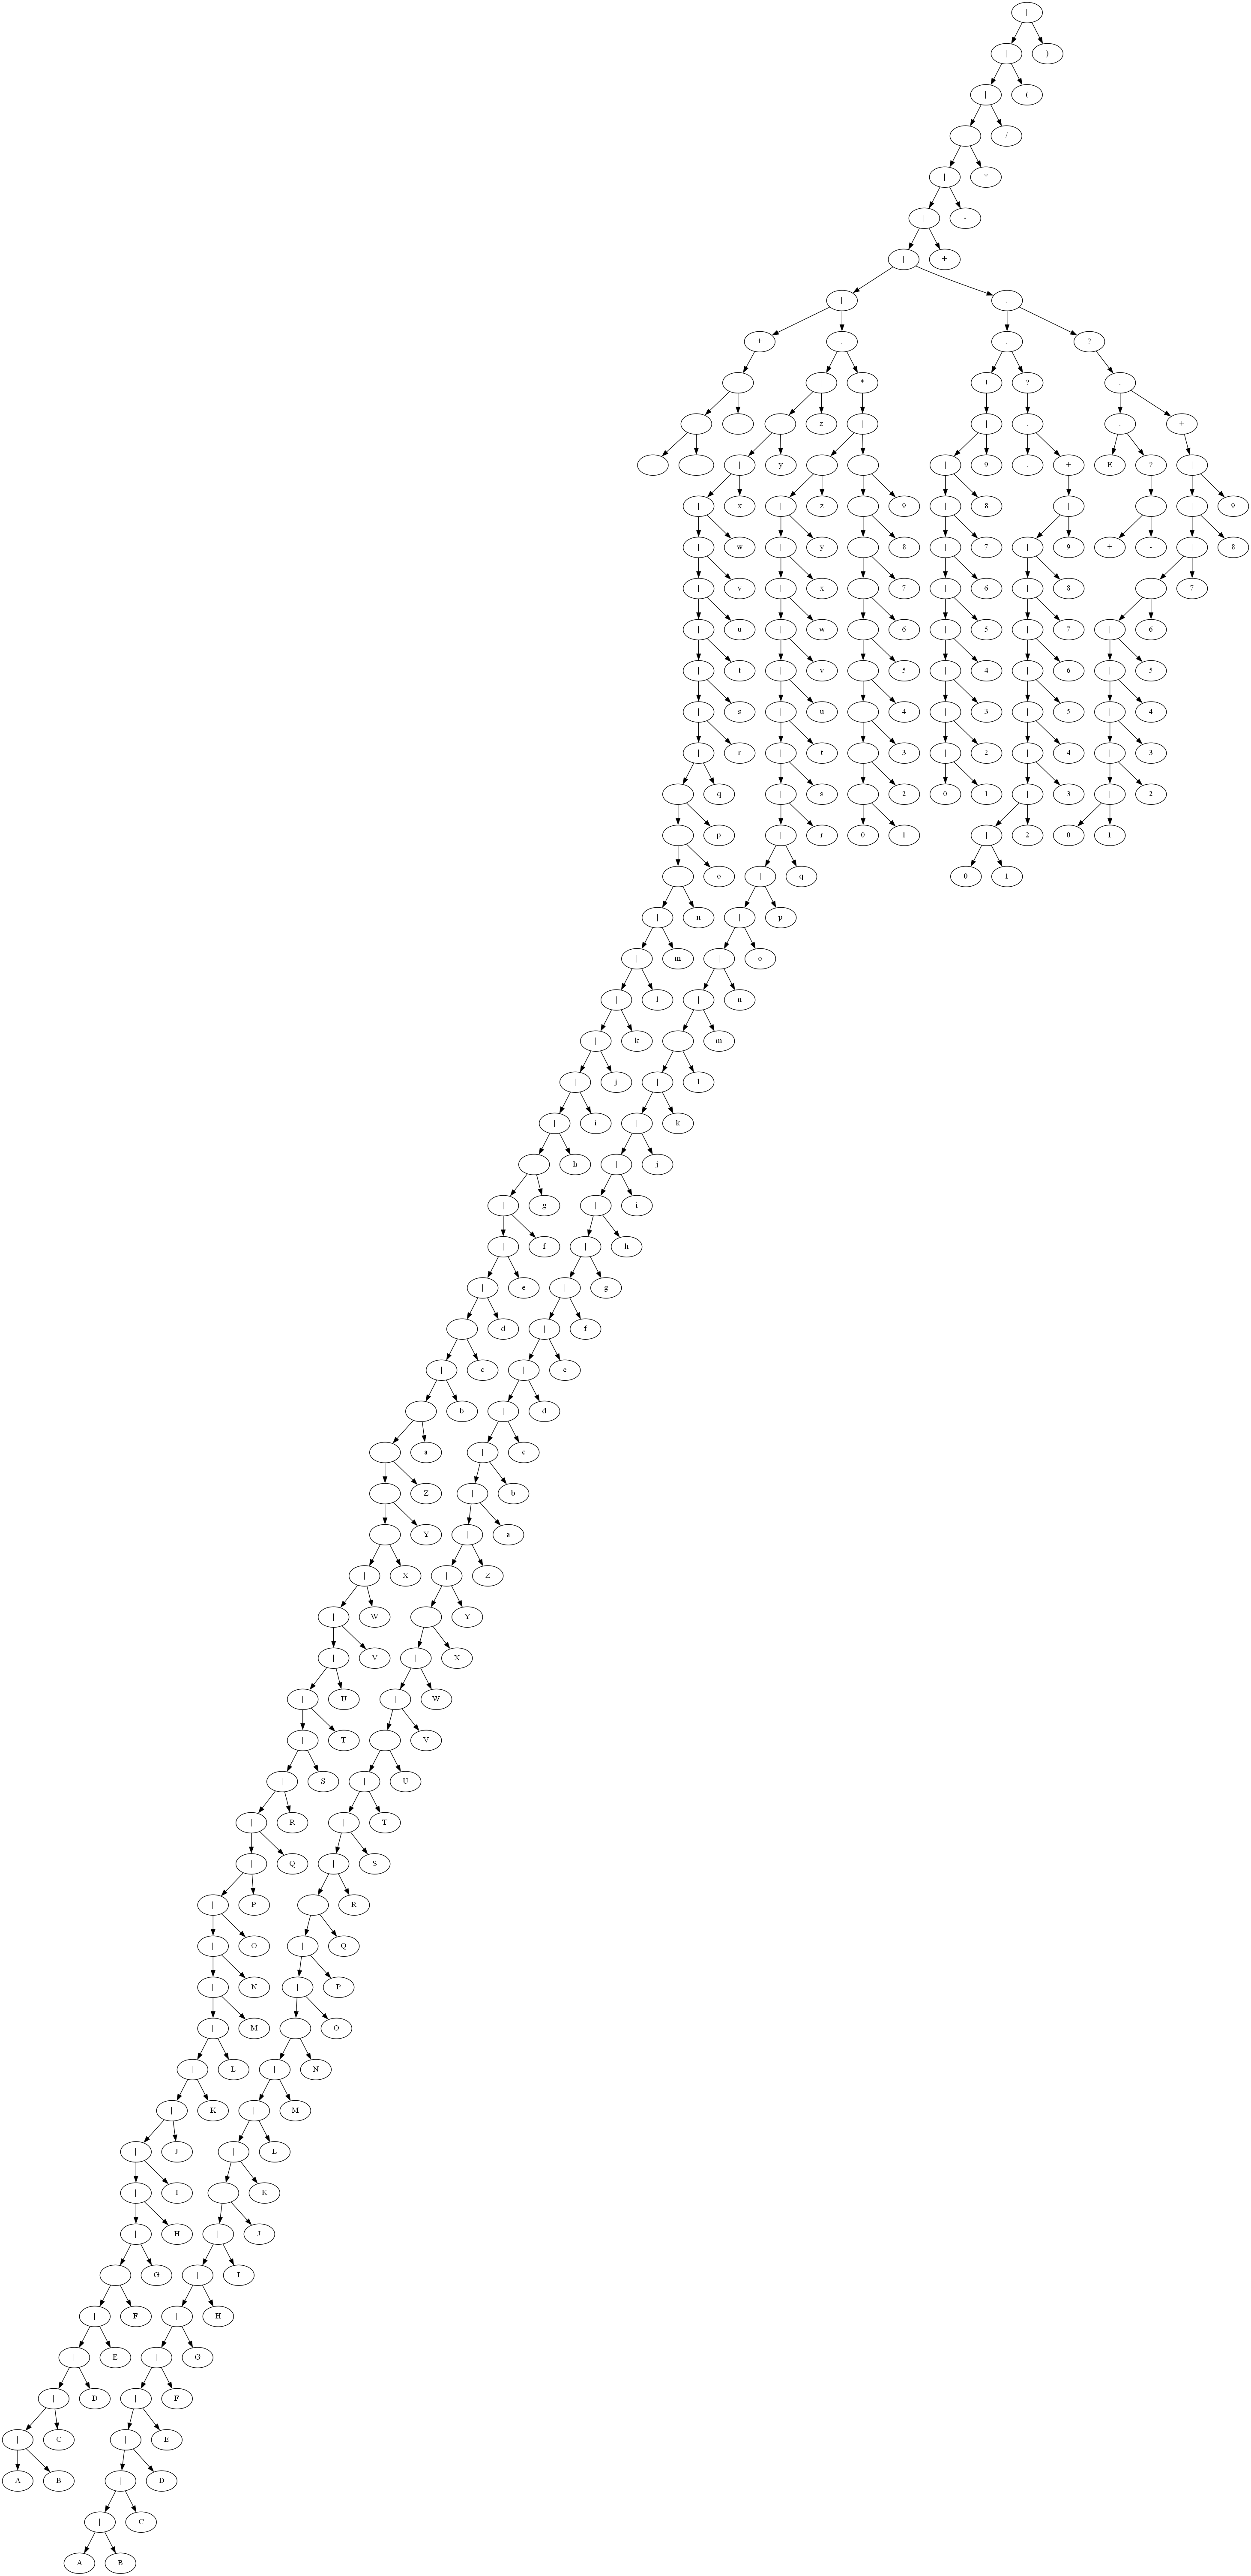 |
| )
| (
| /
| *
| -
| +
| .
+ . . ?
| | * + ? .
| | z | | . . +
| y | | | 9 . + E ? |
| x | z | 9 | 8 | | | 9
| w | y | 8 | 7 | 9 + - | 8
| v | x | 7 | 6 | 8 | 7
| u | w | 6 | 5 | 7 | 6
| t | v | 5 | 4 | 6 | 5
| s | u | 4 | 3 | 5 | 4
| r | t | 3 | 2 | 4 | 3
| q | s | 2 0 1 | 3 | 2
| p | r 0 1 | 2 0 1
| o | q 0 1
| n | p
| m | o
| l | n
| k | m
| j | l
| i | k
| h | j
| g | i
| f | h
| e | g
| d | f
| c | e
| b | d
| a | c
| Z | b
| Y | a
| X | Z
| W | Y
| V | X
| U | W
| T | V
| S | U
| R | T
| Q | S
| P | R
| O | Q
| N | P
| M | O
| L | N
| K | M
| J | L
| I | K
| H | J
| G | I
| F | H
| E | G
| D | F
| C | E
A B | D
| C
A B